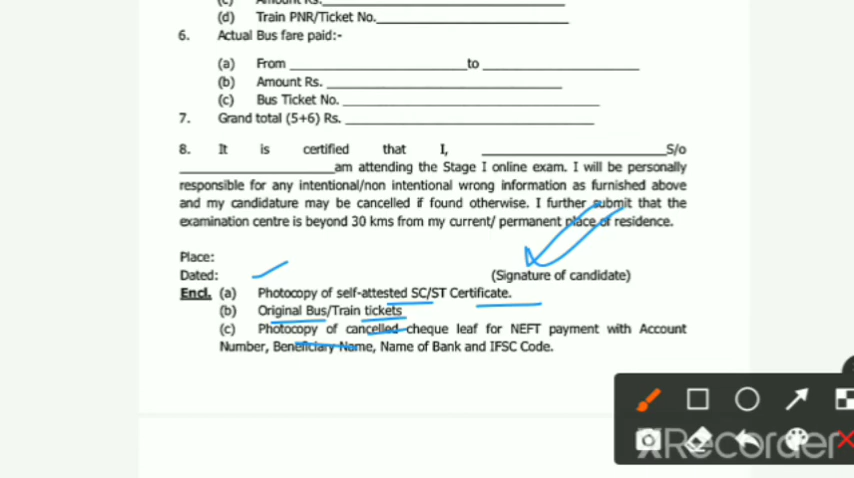 (c) Amount Rs.
(d) Train PNR/Ticket No.
6. Actual Bus fare paid:-
(a) From to
(b) Amount Rs.
(c) Bus Ticket No.
7. Grand total (5+6) Rs.
8. It is certified that I, S/o
am attending the Stage I online exam. I will be personally
responsible for any intentional/non intentional wrong information as furnished above
and my candidature may be cancelled if found otherwise. I further submit that the
examination centre is beyond 30 kms from my current/ permanent place of residence.
Place:
Dated: (Signature of candidate)
Encl. (a) Photocopy of self-attested SC/ST Certificate.
(b) Original Bus/Train tickets
(c) Photocopy of cancelled cheque leaf for NEFT payment with Account
Number, Beneficiary Name, Name of Bank and IFSC Code.
XRecorder